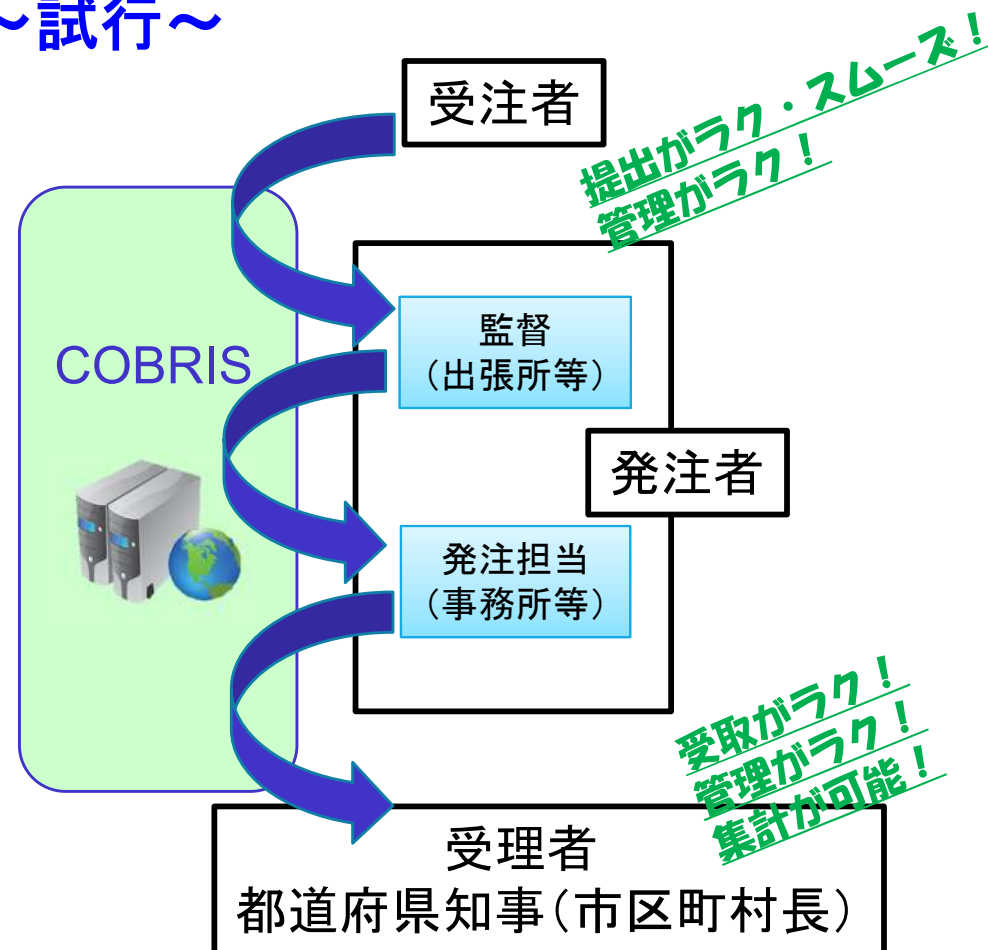 ～試行～
受注者
提出がラク・スムーズ！
管理がラク！
COBRIS
監督
（出張所等）
発注者
発注担当
（事務所等）
受取がラク！
管理がラク！
集計が可能！
受理者
都道府県知事（市区町村長）